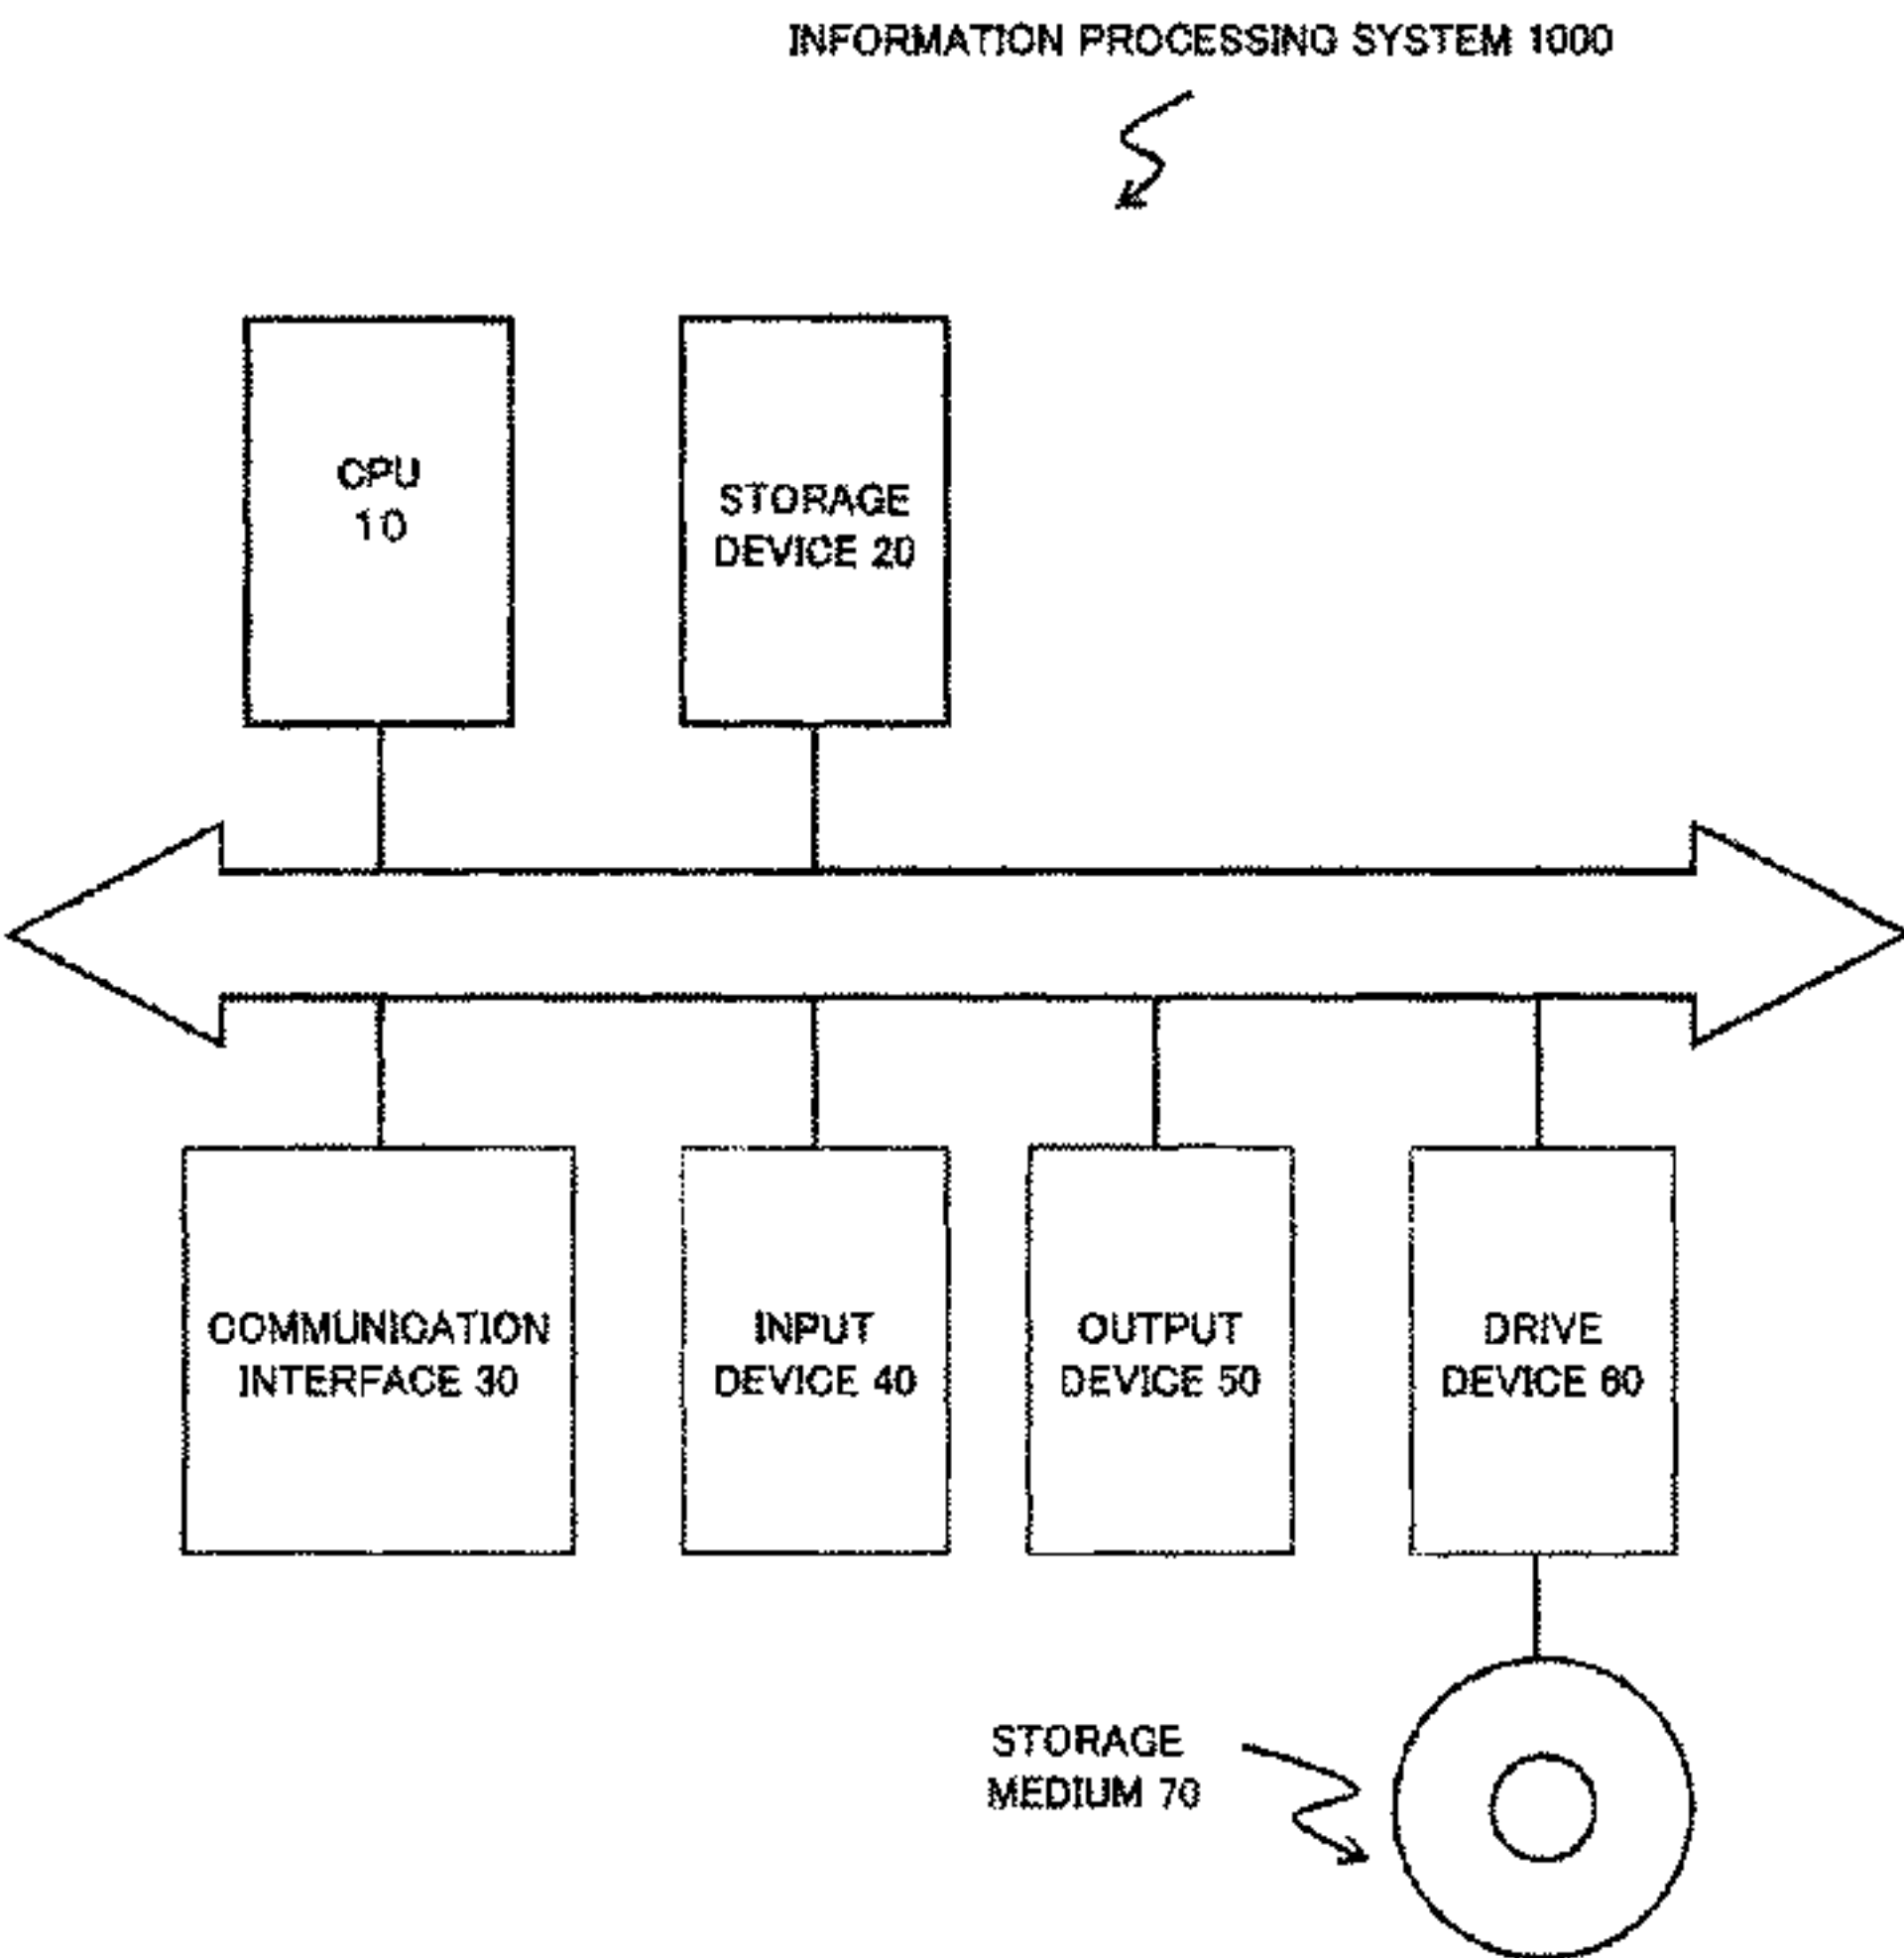 INFORMATION PROCESSING SYSTEM 1000
CPU
10
STORAGE
DEVICE 20
COMMUNICATION
INTERFACE 30
INPUT
DEVICE 40
OUTPUT
DEVICE 50
DRIVE
DEVICE 60
STORAGE
MEDIUM 70